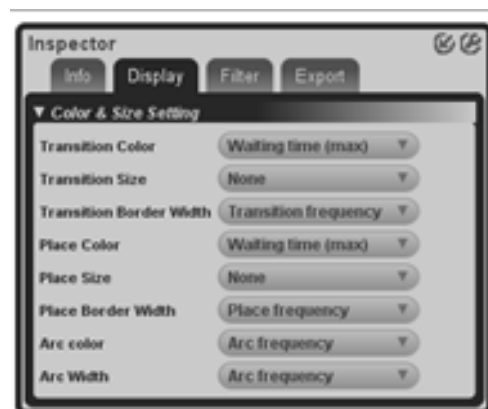 Inspector
Info Display Filter Export
▼ Color & Size Setting
Transition Color Waiting time (max)
Transition Size None
Transition Border Width Transition frequency
Place Color Waiting time (max)
Place Size None
Place Border Width Place frequency
Arc color Arc frequency
Arc Width Arc frequency